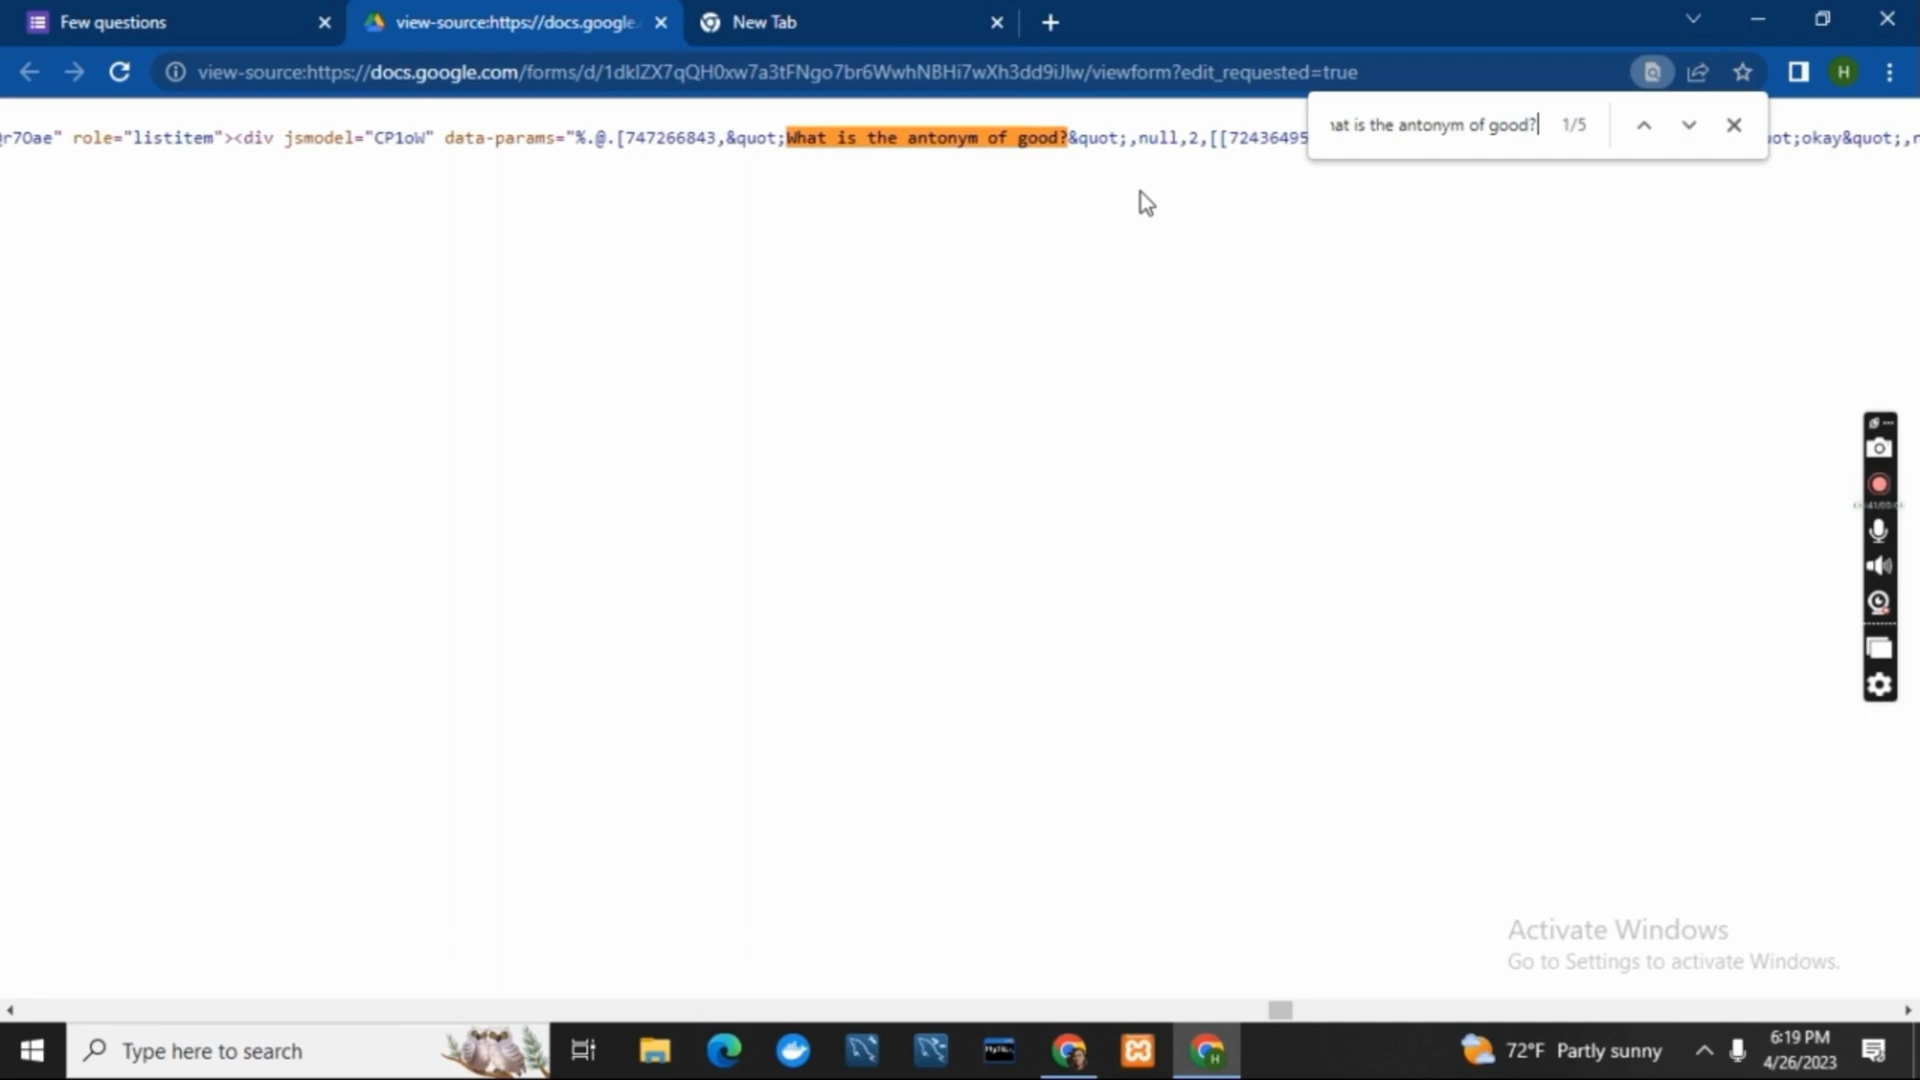 Few questions
view-source:https://docs.google.
New Tab
view-source:https://docs.google.com/forms/d/1dklZX7qQH0xw7a3tFNgo7br6WwhNBHi7wXh3dd9iJlw/viewform?edit_requested=true
H
r7Oae" role="listitem"><div jsmodel="CP1oW" data-params="%.@.[747266843,&quot;What is the antonym of good?&quot;,null,2,[[72436495
at is the antonym of good?
1/5
ot;okay&quot;,n
Activate Windows
Go to Settings to activate Windows.
Type here to search
H
72°F Partly sunny
6:19 PM
4/26/2023